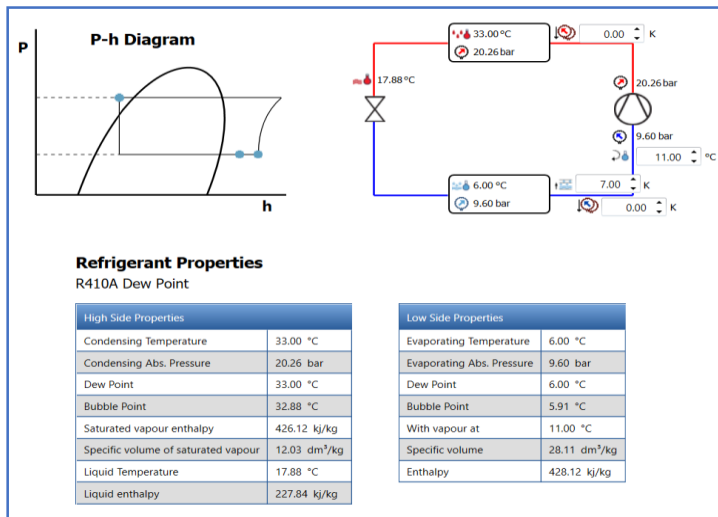 P-h Diagram
P
h
33.00 °C
20.26 bar
0.00 K
17.88 °C
20.26 bar
9.60 bar
11.00 °C
6.00 °C
9.60 bar
7.00 K
0.00 K
Refrigerant Properties
R410A Dew Point
High Side Properties
Condensing Temperature 33.00 °C
Condensing Abs. Pressure 20.26 bar
Dew Point 33.00 °C
Bubble Point 32.88 °C
Saturated vapour enthalpy 426.12 kj/kg
Specific volume of saturated vapour 12.03 dm³/kg
Liquid Temperature 17.88 °C
Liquid enthalpy 227.84 kj/kg
Low Side Properties
Evaporating Temperature 6.00 °C
Evaporating Abs. Pressure 9.60 bar
Dew Point 6.00 °C
Bubble Point 5.91 °C
With vapour at 11.00 °C
Specific volume 28.11 dm³/kg
Enthalpy 428.12 kj/kg